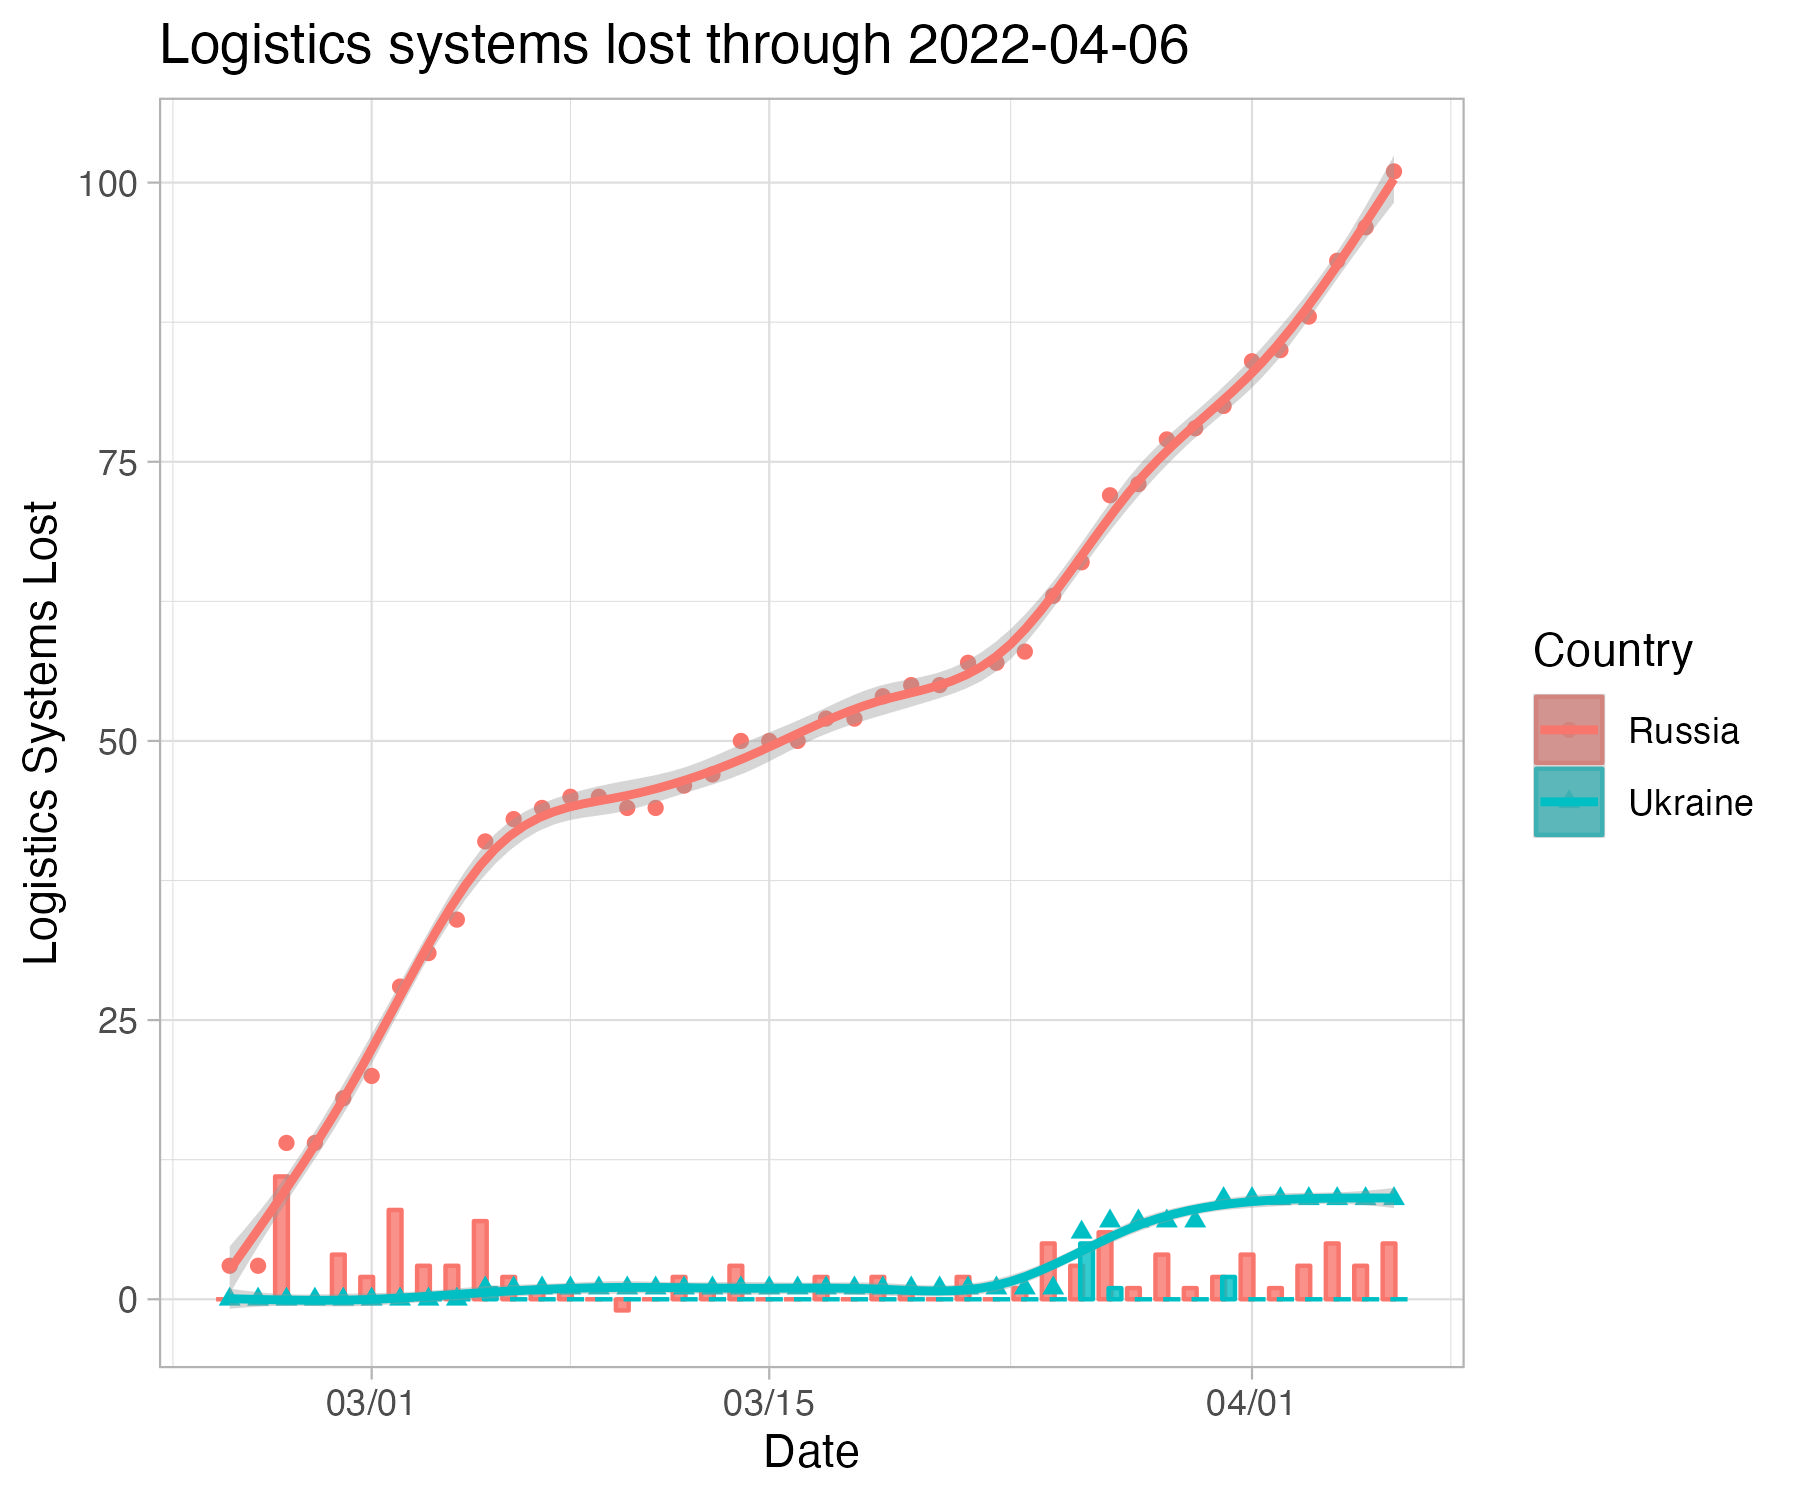 Logistics systems lost through 2022-04-06
Logistics Systems Lost
100
75
50
25
0
03/01
03/15
04/01
Date
Country
Russia
Ukraine